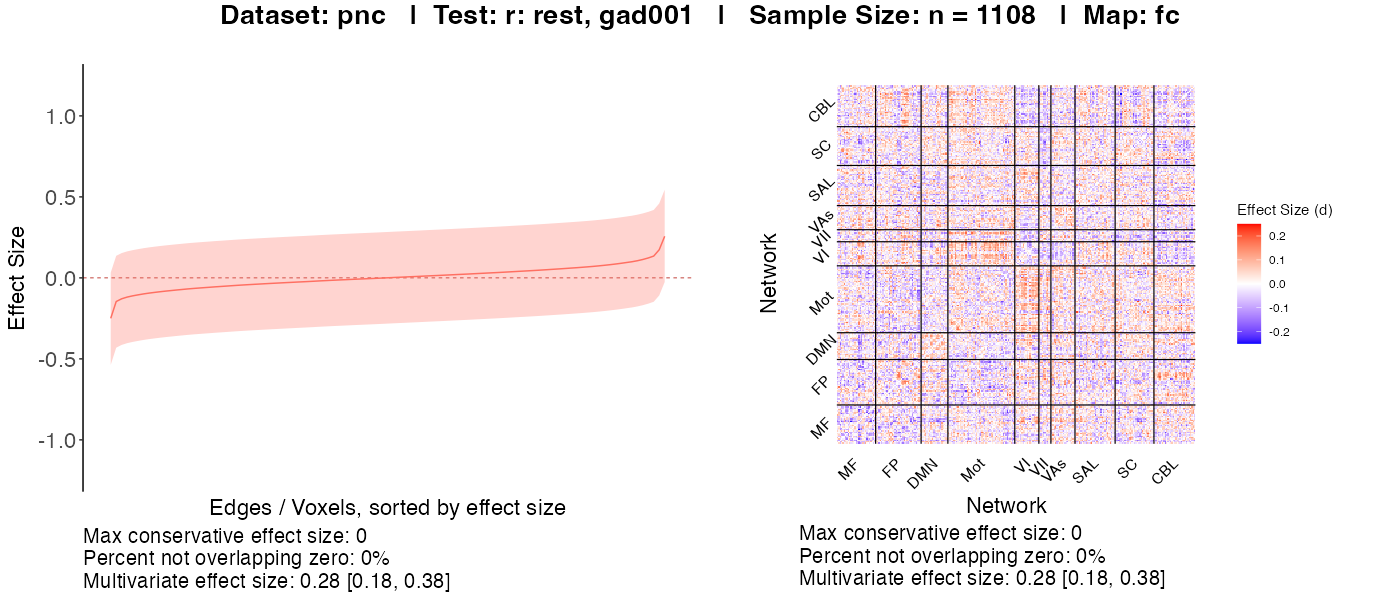 Dataset: pnc | Test: r: rest, gad001 | Sample Size: n = 1108 | Map: fc
Effect Size
1.0
0.5
0.0
-0.5
-1.0
Edges / Voxels, sorted by effect size
Max conservative effect size: 0
Percent not overlapping zero: 0%
Multivariate effect size: 0.28 [0.18, 0.38]
Network
CBL
SC
SAL
VAs
VII
VI
Mot
DMN
FP
MF
MF FP DMN Mot VI VII VAs SAL SC CBL
Network
Max conservative effect size: 0
Percent not overlapping zero: 0%
Multivariate effect size: 0.28 [0.18, 0.38]
Effect Size (d)
0.2
0.1
0.0
-0.1
-0.2